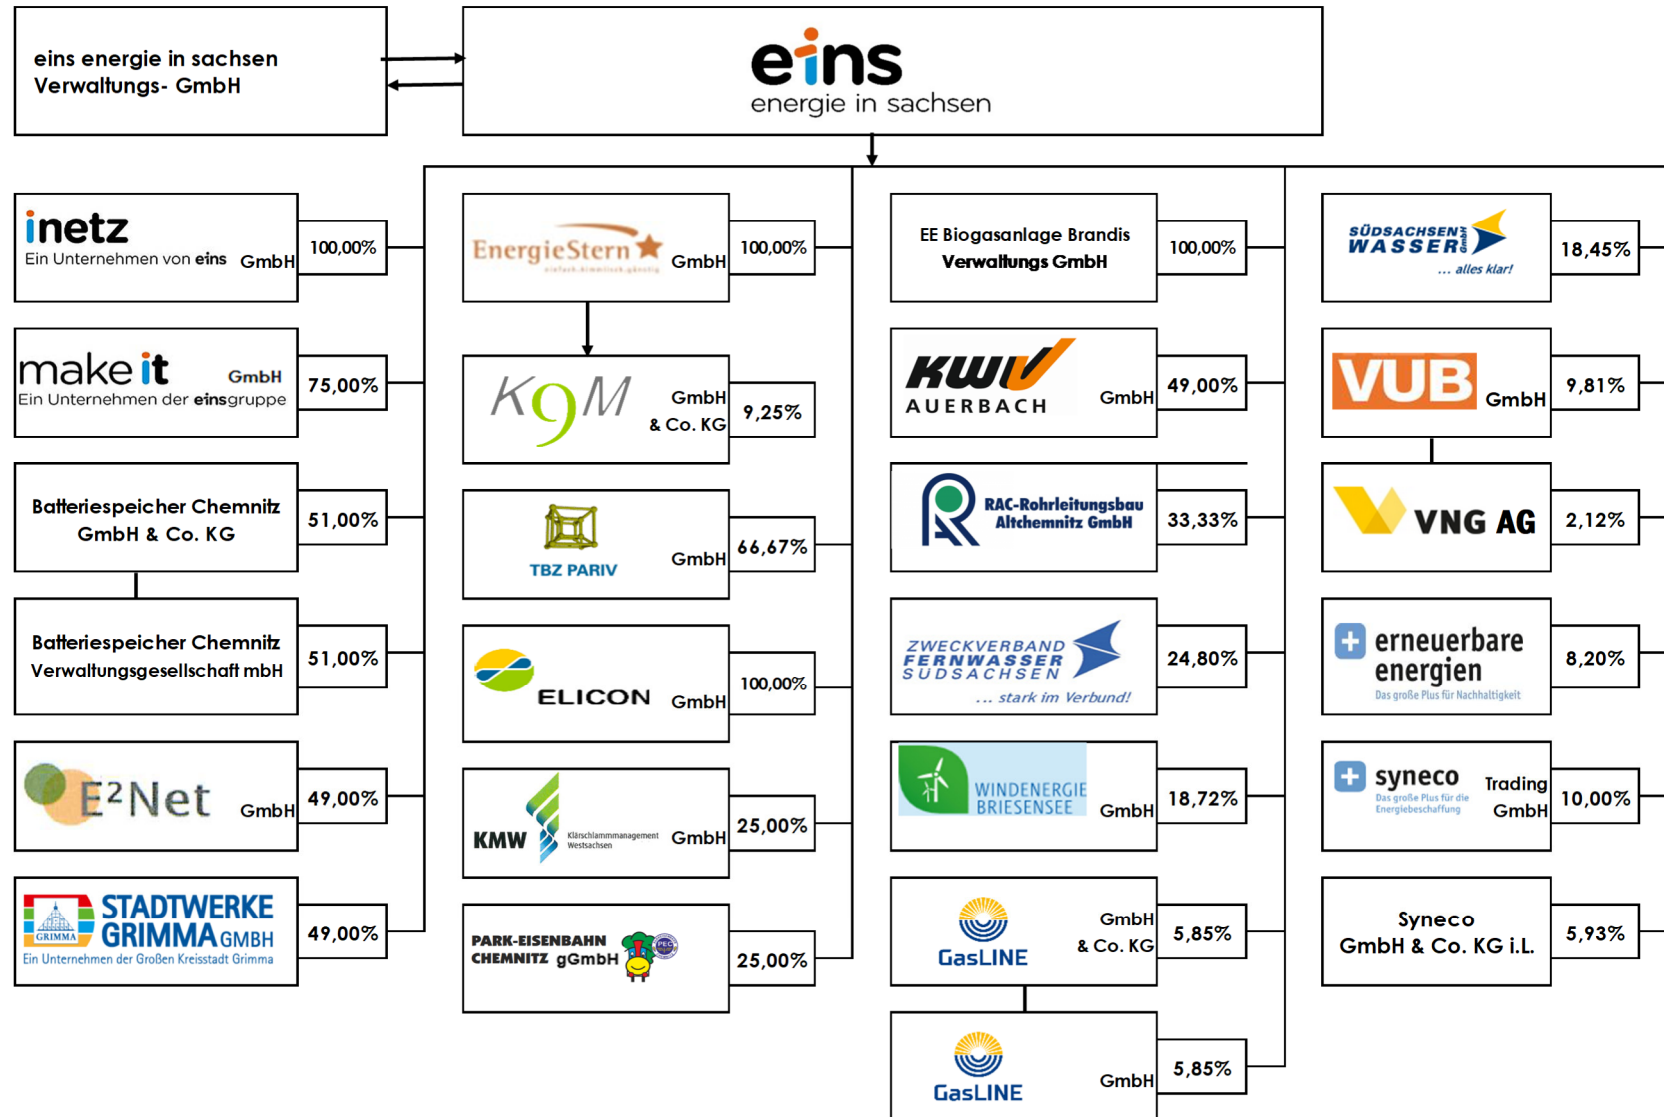 eins energie in sachsen
Verwaltungs- GmbH
eins
energie in sachsen
inetz
Ein Unternehmen von eins GmbH
100,00%
make it GmbH
Ein Unternehmen der einsgruppe
75,00%
Batteriespeicher Chemnitz
GmbH & Co. KG
51,00%
Batteriespeicher Chemnitz
Verwaltungsgesellschaft mbH
51,00%
E²Net GmbH
49,00%
GRIMMA
STADTWERKE
GRIMMA GMBH
Ein Unternehmen der Großen Kreisstadt Grimma
49,00%
EnergieStern
einfach.himmlisch.günstig
GmbH
100,00%
K9M
GmbH
& Co. KG
9,25%
TBZ PARIV
GmbH
66,67%
ELICON GmbH
100,00%
KMW
Klärschlammmanagement
Westsachsen
GmbH
25,00%
PARK-EISENBAHN
CHEMNITZ gGmbH
PEC
25,00%
EE Biogasanlage Brandis
Verwaltungs GmbH
100,00%
KWV
AUERBACH GmbH
49,00%
RAC-Rohrleitungsbau
Altchemnitz GmbH
33,33%
ZWECKVERBAND
FERNWASSER
SÜDSACHSEN
... stark im Verbund!
24,80%
WINDENERGIE
BRIESENSEE GmbH
18,72%
GasLINE
GmbH
& Co. KG
5,85%
GasLINE GmbH
5,85%
SÜDSACHSEN
WASSER GmbH
... alles klar!
18,45%
VUB GmbH
9,81%
VNG AG
2,12%
erneuerbare
energien
Das große Plus für Nachhaltigkeit
8,20%
syneco
Das große Plus für die
Energiebeschaffung
Trading
GmbH
10,00%
Syneco
GmbH & Co. KG i.L.
5,93%